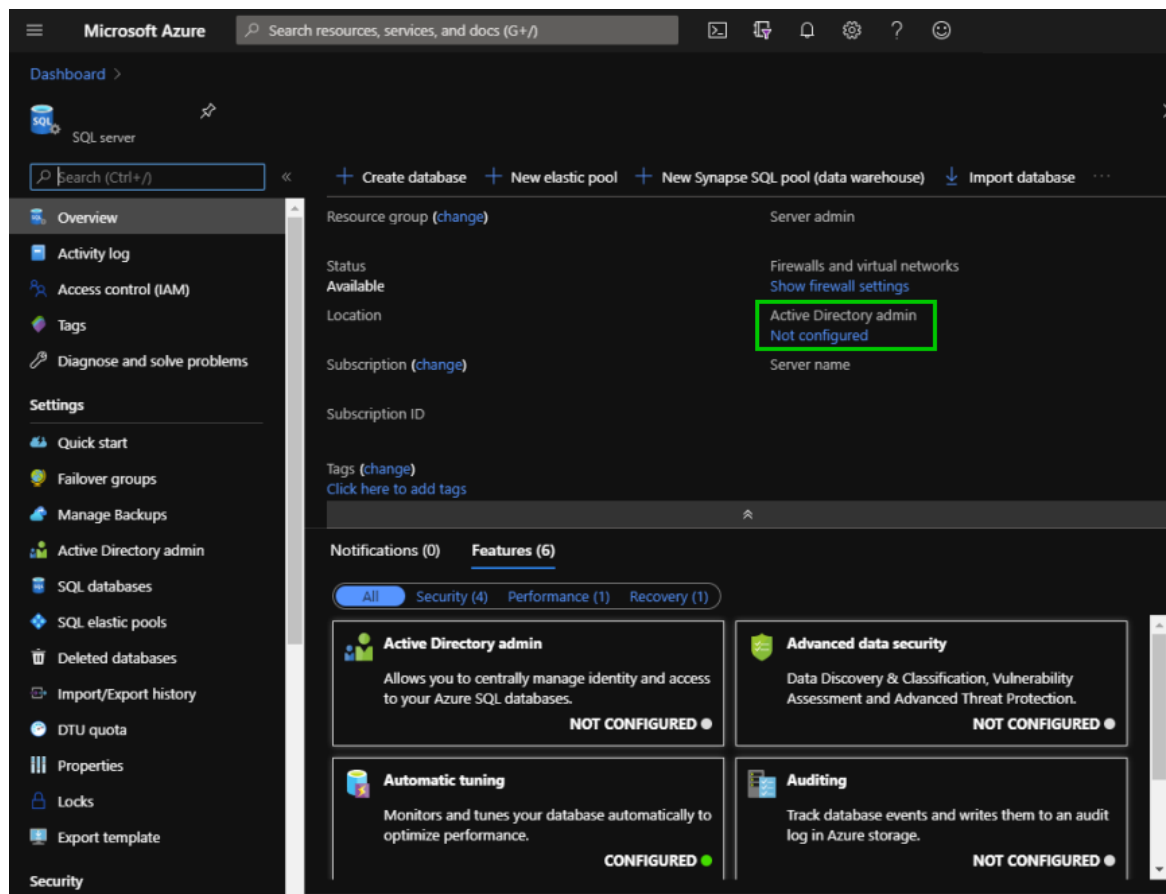 Microsoft Azure
Search resources, services, and docs (G+/)
Dashboard >
SQL
SQL server
Search (Ctrl+/)
Create database
New elastic pool
New Synapse SQL pool (data warehouse)
Import database
Overview
Activity log
Access control (IAM)
Tags
Diagnose and solve problems
Settings
Quick start
Failover groups
Manage Backups
Active Directory admin
SQL databases
SQL elastic pools
Deleted databases
Import/Export history
DTU quota
Properties
Locks
Export template
Security
Resource group (change)
Status
Available
Location
Subscription (change)
Subscription ID
Tags (change)
Click here to add tags
Server admin
Firewalls and virtual networks
Show firewall settings
Active Directory admin
Not configured
Server name
Notifications (0)
Features (6)
All
Security (4)
Performance (1)
Recovery (1)
Active Directory admin
Allows you to centrally manage identity and access
to your Azure SQL databases.
NOT CONFIGURED
Advanced data security
Data Discovery & Classification, Vulnerability
Assessment and Advanced Threat Protection.
NOT CONFIGURED
Automatic tuning
Monitors and tunes your database automatically to
optimize performance.
CONFIGURED
Auditing
Track database events and writes them to an audit
log in Azure storage.
NOT CONFIGURED